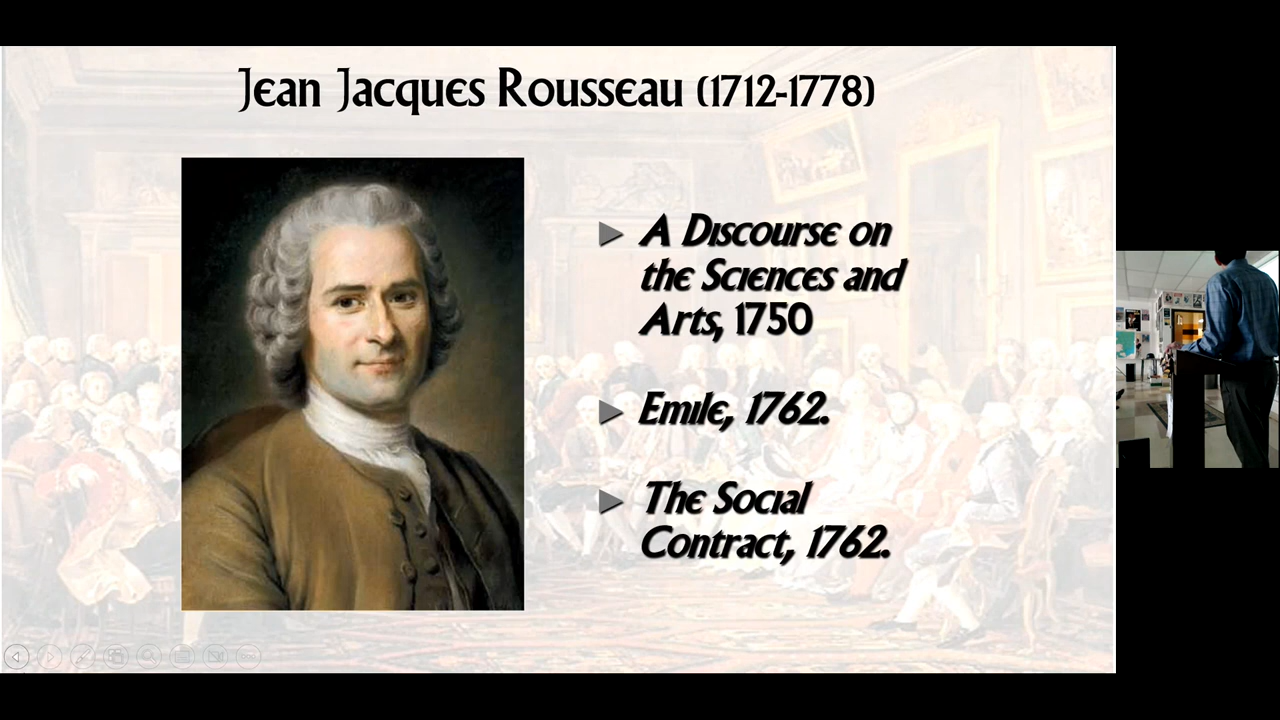 Jean Jacques Rousseau (1712-1778)
A Discourse on
the Sciences and
Arts, 1750
Emile, 1762.
The Social
Contract, 1762.